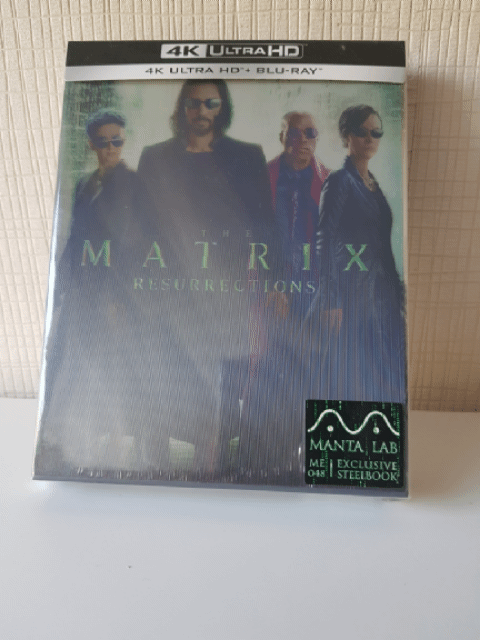 4K ULTRA HD
4K ULTRA HD + BLU-RAY
THE
MATRIX
RESURRECTIONS
MANTA LAB
ME EXCLUSIVE
048 STEELBOOK